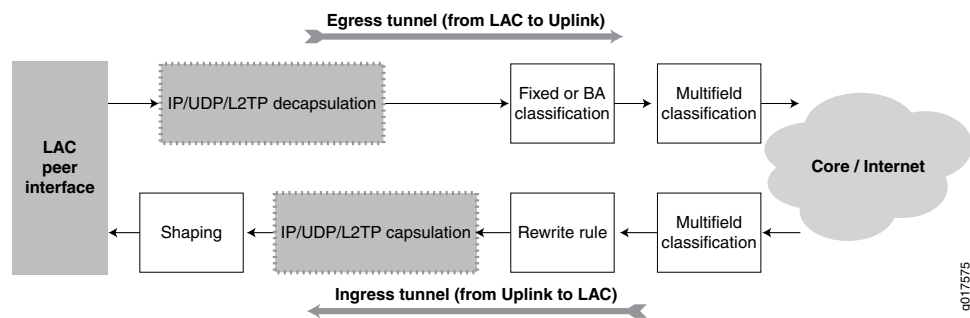 Egress tunnel (from LAC to Uplink)
LAC
peer
interface
IP/UDP/L2TP decapsulation
Fixed or BA
classification
Multifield
classification
Core / Internet
Shaping
IP/UDP/L2TP capsulation
Rewrite rule
Multifield
classification
Ingress tunnel (from Uplink to LAC)
g017575